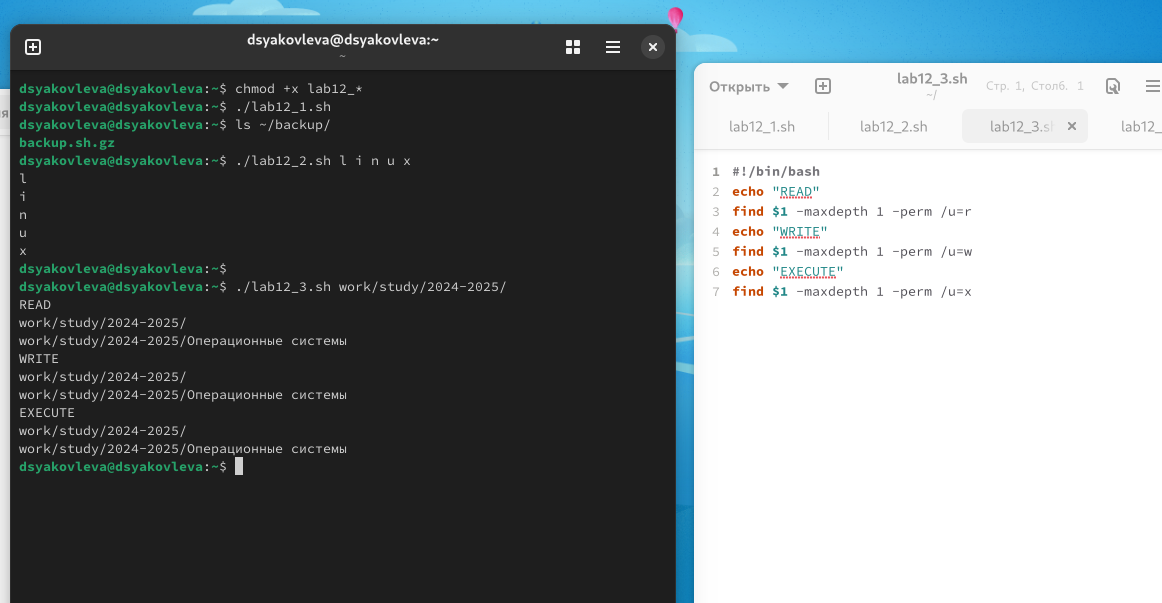 dsyakovleva@dsyakovleva:~
~
dsyakovleva@dsyakovleva:~$ chmod +x lab12_*
dsyakovleva@dsyakovleva:~$ ./lab12_1.sh
dsyakovleva@dsyakovleva:~$ ls ~/backup/
backup.sh.gz
dsyakovleva@dsyakovleva:~$ ./lab12_2.sh l i n u x
l
i
n
u
x
dsyakovleva@dsyakovleva:~$
dsyakovleva@dsyakovleva:~$ ./lab12_3.sh work/study/2024-2025/
READ
work/study/2024-2025/
work/study/2024-2025/Операционные системы
WRITE
work/study/2024-2025/
work/study/2024-2025/Операционные системы
EXECUTE
work/study/2024-2025/
work/study/2024-2025/Операционные системы
dsyakovleva@dsyakovleva:~$
Открыть lab12_3.sh Стр. 1, Столб. 1
~/
lab12_1.sh lab12_2.sh lab12_3.sh lab12_
1 #!/bin/bash
2 echo "READ"
3 find $1 -maxdepth 1 -perm /u=r
4 echo "WRITE"
5 find $1 -maxdepth 1 -perm /u=w
6 echo "EXECUTE"
7 find $1 -maxdepth 1 -perm /u=x